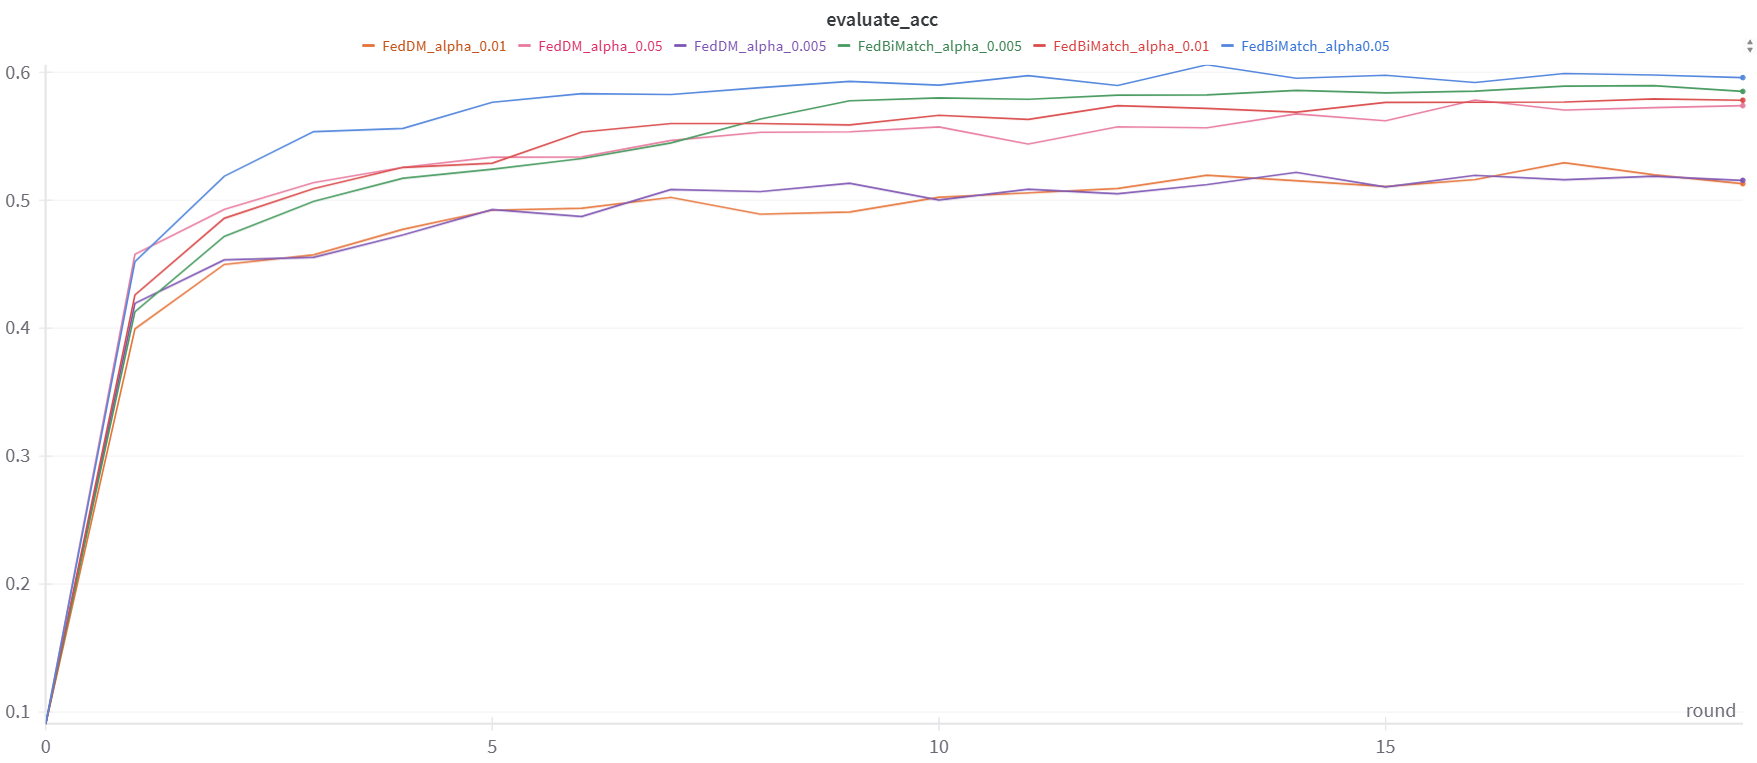 evaluate_acc
FedDM_alpha_0.01 FedDM_alpha_0.05 FedDM_alpha_0.005 FedBiMatch_alpha_0.005 FedBiMatch_alpha_0.01 FedBiMatch_alpha0.05
0.6
0.5
0.4
0.3
0.2
0.1
round
0 5 10 15